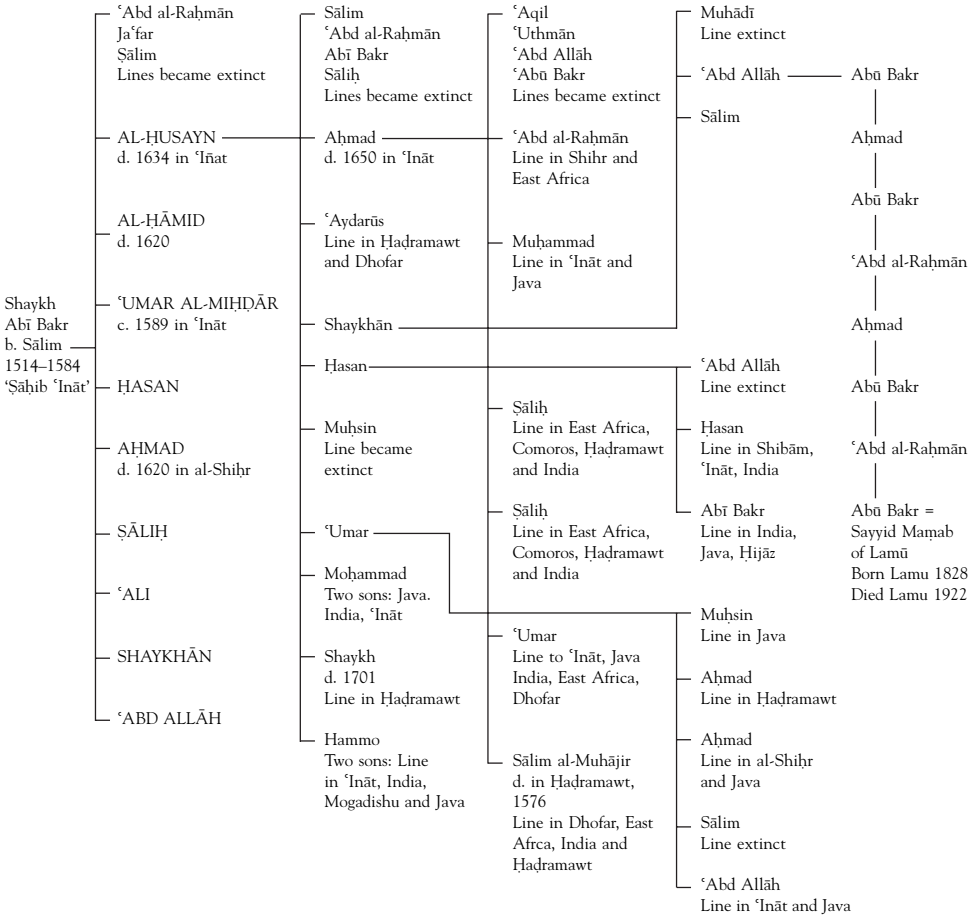 Shaykh
Abī Bakr
b. Sālim
1514–1584
‘Ṣāḥib ʿInāt’
ʿAbd al-Raḥmān
Jaʿfar
Ṣālim
Lines became extinct
AL-ḤUSAYN
d. 1634 in ʿIñat
AL-ḤĀMID
d. 1620
ʿUMAR AL-MIḤḌĀR
c. 1589 in ʿInāt
ḤASAN
AḤMAD
d. 1620 in al-Shiḥr
ṢĀLIḤ
ʿALI
SHAYKHĀN
ʿABD ALLĀH
Sālim
ʿAbd al-Raḥmān
Abī Bakr
Sāliḥ
Lines became extinct
Aḥmad
d. 1650 in ʿInāt
ʿAydarūs
Line in Ḥaḍramawt
and Dhofar
Shaykhān
Ḥasan
Muḥsin
Line became
extinct
ʿUmar
Moḥammad
Two sons: Java.
India, ʿInāt
Shaykh
d. 1701
Line in Ḥaḍramawt
Hammo
Two sons: Line
in ʿInāt, India,
Mogadishu and Java
ʿAqil
ʿUthmān
ʿAbd Allāh
ʿAbū Bakr
Lines became extinct
ʿAbd al-Raḥmān
Line in Shihr and
East Africa
Muḥammad
Line in ʿInāt and
Java
Ṣāliḥ
Line in East Africa,
Comoros, Ḥaḍramawt
and India
Ṣāliḥ
Line in East Africa,
Comoros, Ḥaḍramawt
and India
ʿUmar
Line to ʿInāt, Java
India, East Africa,
Dhofar
Sālim al-Muhājir
d. in Ḥaḍramawt,
1576
Line in Dhofar, East
Afrca, India and
Ḥaḍramawt
Muhādī
Line extinct
ʿAbd Allāh
Sālim
ʿAbd Allāh
Line extinct
Ḥasan
Line in Shibām,
ʿInāt, India
Abī Bakr
Line in India,
Java, Ḥijāz
Muḥsin
Line in Java
Aḥmad
Line in Ḥaḍramawt
Aḥmad
Line in al-Shiḥr
and Java
Sālim
Line extinct
ʿAbd Allāh
Line in ʿInāt and Java
Abū Bakr
Aḥmad
Abū Bakr
ʿAbd al-Raḥmān
Aḥmad
Abū Bakr
ʿAbd al-Raḥmān
Abū Bakr =
Sayyid Maṃab
of Lamū
Born Lamu 1828
Died Lamu 1922